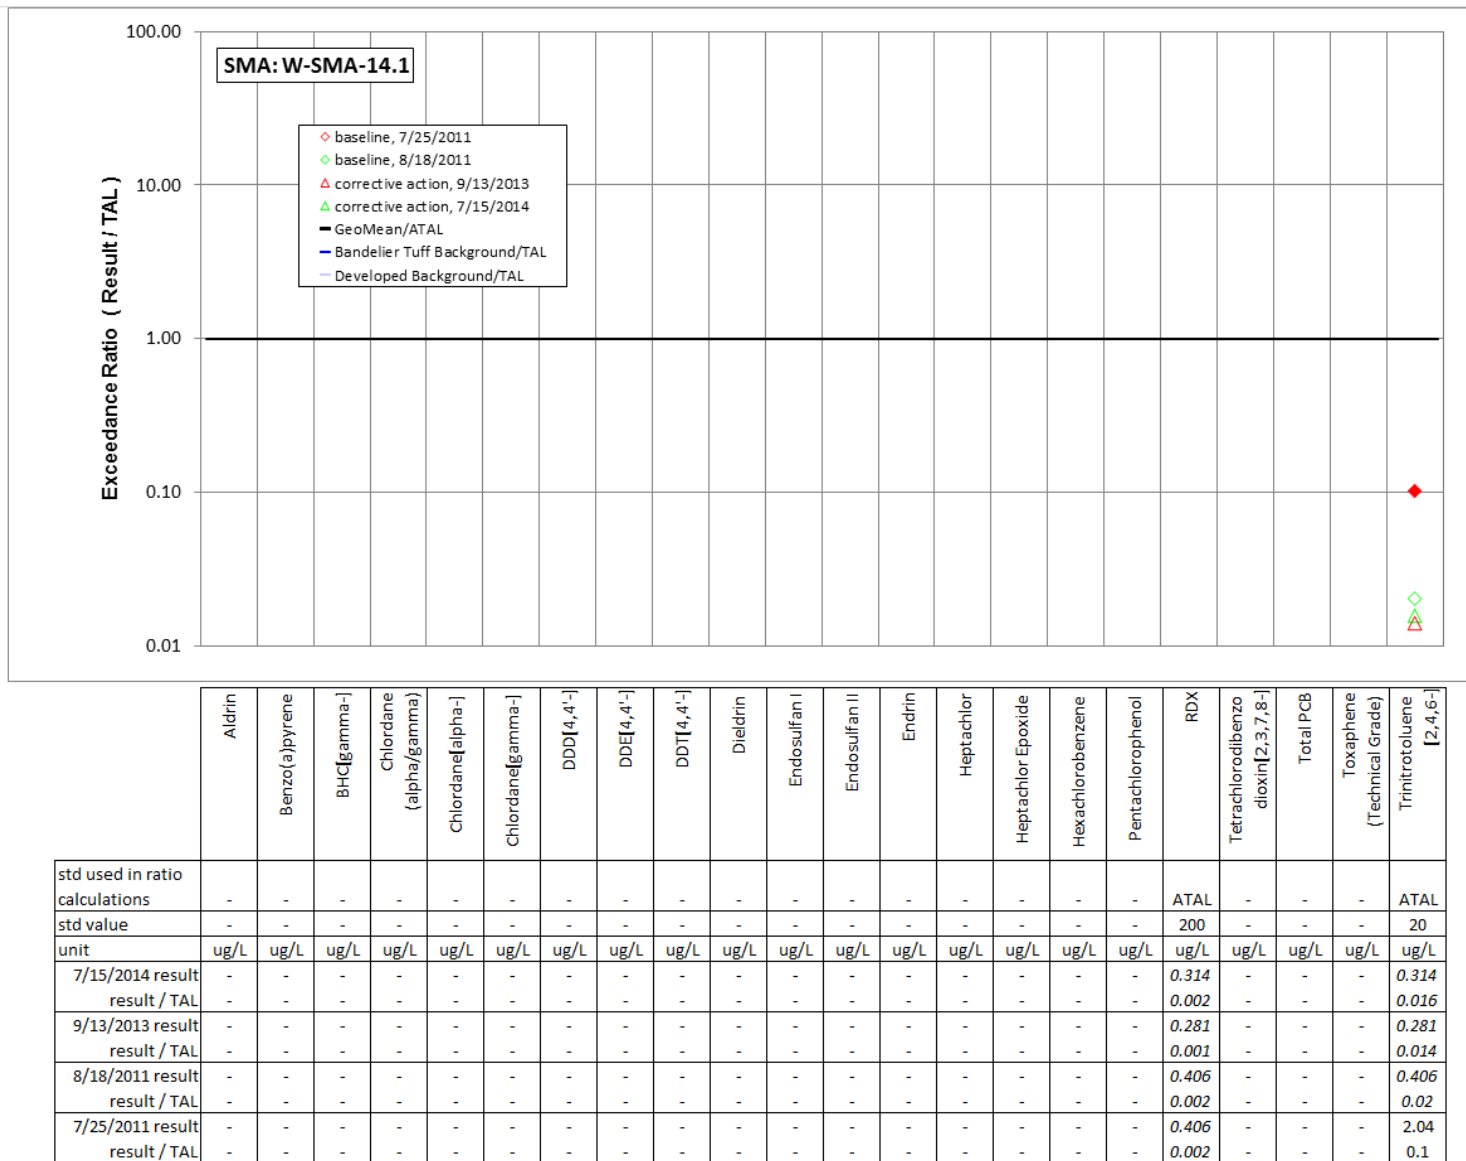 100.00
SMA: W-SMA-14.1
baseline, 7/25/2011
baseline, 8/18/2011
corrective action, 9/13/2013
corrective action, 7/15/2014
GeoMean/ATAL
Bandelier Tuff Background/TAL
Developed Background/TAL
10.00
1.00
0.10
0.01
Exceedance Ratio ( Result / TAL )
Aldrin
Benzo(a)pyrene
BHC[gamma-]
Chlordane
(alpha/gamma)
Chlordane[alpha-]
Chlordane[gamma-]
DDD[4,4'-]
DDE[4,4'-]
DDT[4,4'-]
Dieldrin
Endosulfan I
Endosulfan II
Endrin
Heptachlor
Heptachlor Epoxide
Hexachlorobenzene
Pentachlorophenol
RDX
Tetrachlorodibenzo
dioxin[2,3,7,8-]
Total PCB
Toxaphene
(Technical Grade)
Trinitrotoluene
[2,4,6-]
std used in ratio
calculations - - - - - - - - - - - - - - - - - ATAL - - - ATAL
std value - - - - - - - - - - - - - - - - - 200 - - - 20
unit ug/L ug/L ug/L ug/L ug/L ug/L ug/L ug/L ug/L ug/L ug/L ug/L ug/L ug/L ug/L ug/L ug/L ug/L ug/L ug/L ug/L ug/L
7/15/2014 result - - - - - - - - - - - - - - - - - 0.314 - - - 0.314
result / TAL - - - - - - - - - - - - - - - - - 0.002 - - - 0.016
9/13/2013 result - - - - - - - - - - - - - - - - - 0.281 - - - 0.281
result / TAL - - - - - - - - - - - - - - - - - 0.001 - - - 0.014
8/18/2011 result - - - - - - - - - - - - - - - - - 0.406 - - - 0.406
result / TAL - - - - - - - - - - - - - - - - - 0.002 - - - 0.02
7/25/2011 result - - - - - - - - - - - - - - - - - 0.406 - - - 2.04
result / TAL - - - - - - - - - - - - - - - - - 0.002 - - - 0.1